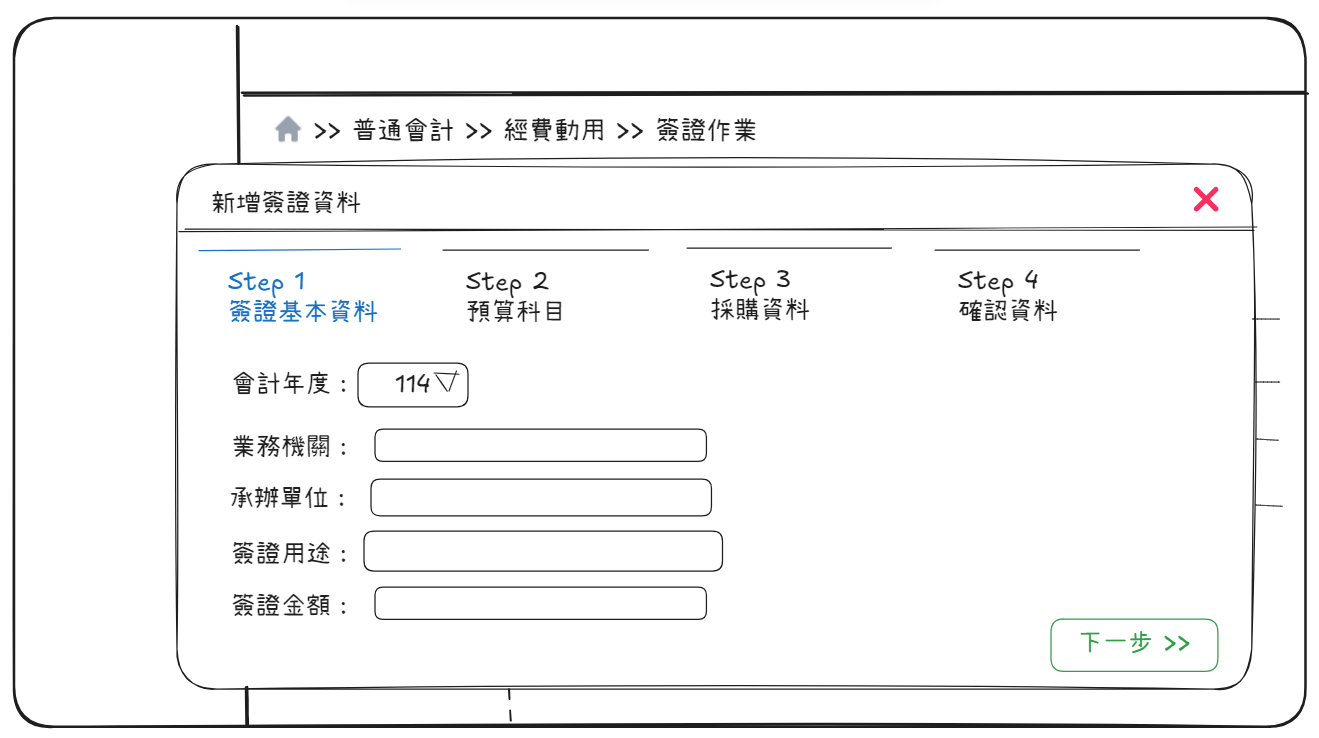 >> 普通會計 >> 經費動用 >> 簽證作業
新增簽證資料
Step 1
簽證基本資料
Step 2
預算科目
Step 3
採購資料
Step 4
確認資料
會計年度： 114
業務機關：
承辦單位：
簽證用途：
簽證金額：
下一步 >>